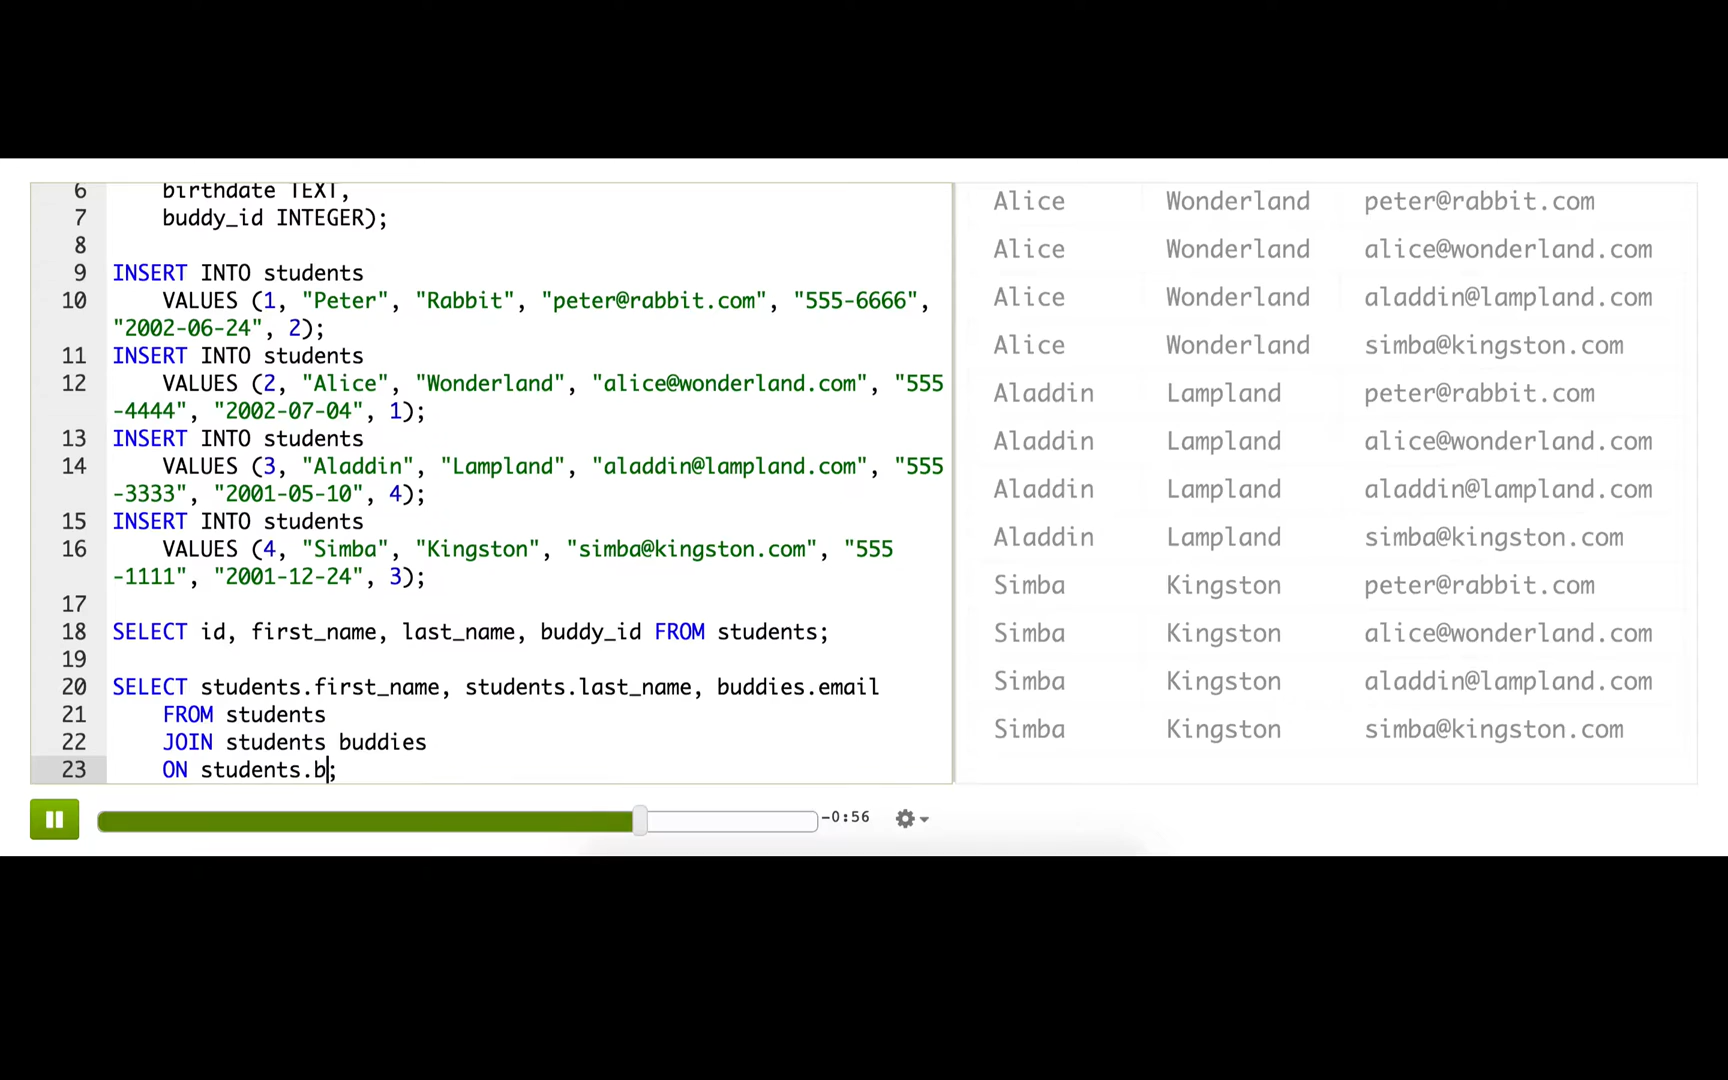 6 birthdate TEXT,
7 buddy_id INTEGER);
8
9 INSERT INTO students
10 VALUES (1, "Peter", "Rabbit", "peter@rabbit.com", "555-6666",
"2002-06-24", 2);
11 INSERT INTO students
12 VALUES (2, "Alice", "Wonderland", "alice@wonderland.com", "555
-4444", "2002-07-04", 1);
13 INSERT INTO students
14 VALUES (3, "Aladdin", "Lampland", "aladdin@lampland.com", "555
-3333", "2001-05-10", 4);
15 INSERT INTO students
16 VALUES (4, "Simba", "Kingston", "simba@kingston.com", "555
-1111", "2001-12-24", 3);
17
18 SELECT id, first_name, last_name, buddy_id FROM students;
19
20 SELECT students.first_name, students.last_name, buddies.email
21 FROM students
22 JOIN students buddies
23 ON students.b;
Alice Wonderland peter@rabbit.com
Alice Wonderland alice@wonderland.com
Alice Wonderland aladdin@lampland.com
Alice Wonderland simba@kingston.com
Aladdin Lampland peter@rabbit.com
Aladdin Lampland alice@wonderland.com
Aladdin Lampland aladdin@lampland.com
Aladdin Lampland simba@kingston.com
Simba Kingston peter@rabbit.com
Simba Kingston alice@wonderland.com
Simba Kingston aladdin@lampland.com
Simba Kingston simba@kingston.com
-0:56